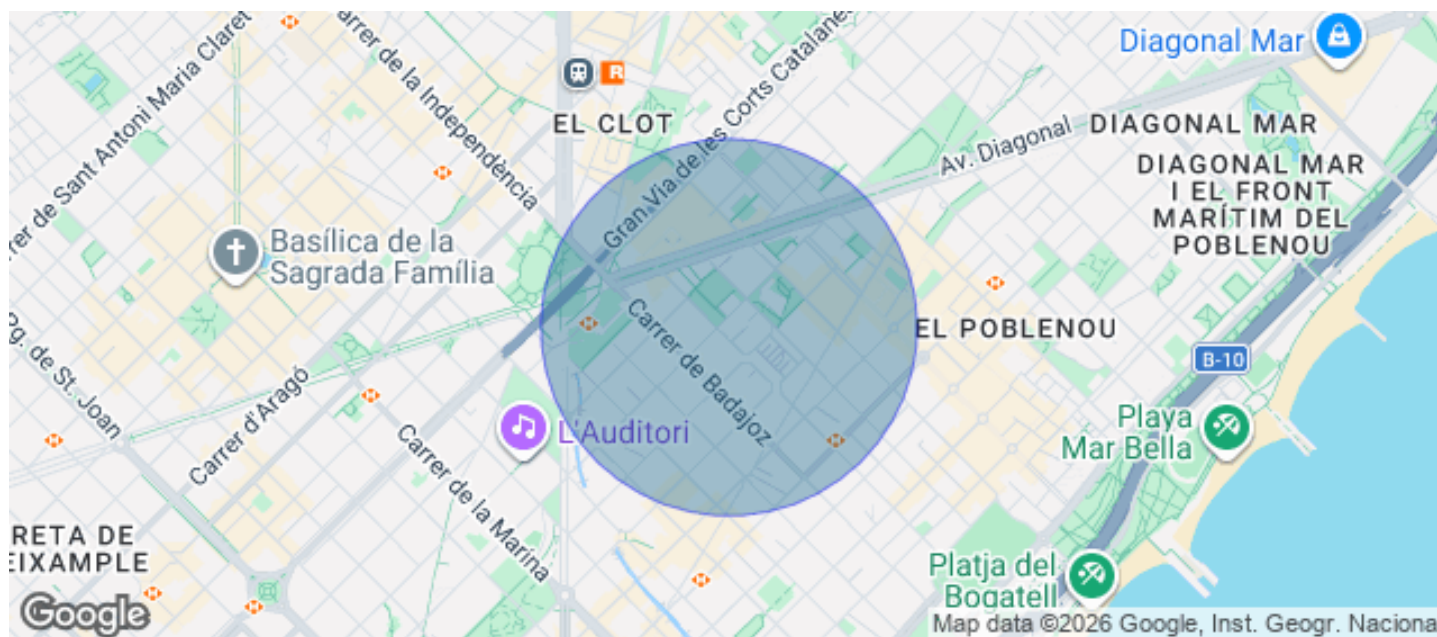 Carrer de Sant Antoni Maria Claret
Carrer de la Independència
Gran Via de les Corts Catalanes
Diagonal Mar
R
EL CLOT
Av. Diagonal
DIAGONAL MAR
DIAGONAL MAR
I EL FRONT
MARÍTIM DEL
POBLENOU
Basílica de la
Sagrada Família
Pg. de St. Joan
Carrer d'Aragó
Carrer de Badajoz
EL POBLENOU
B-10
L'Auditori
Playa
Mar Bella
Carrer de la Marina
RETA DE
EIXAMPLE
Platja del
Bogatell
Google
Map data ©2026 Google, Inst. Geogr. Naciona